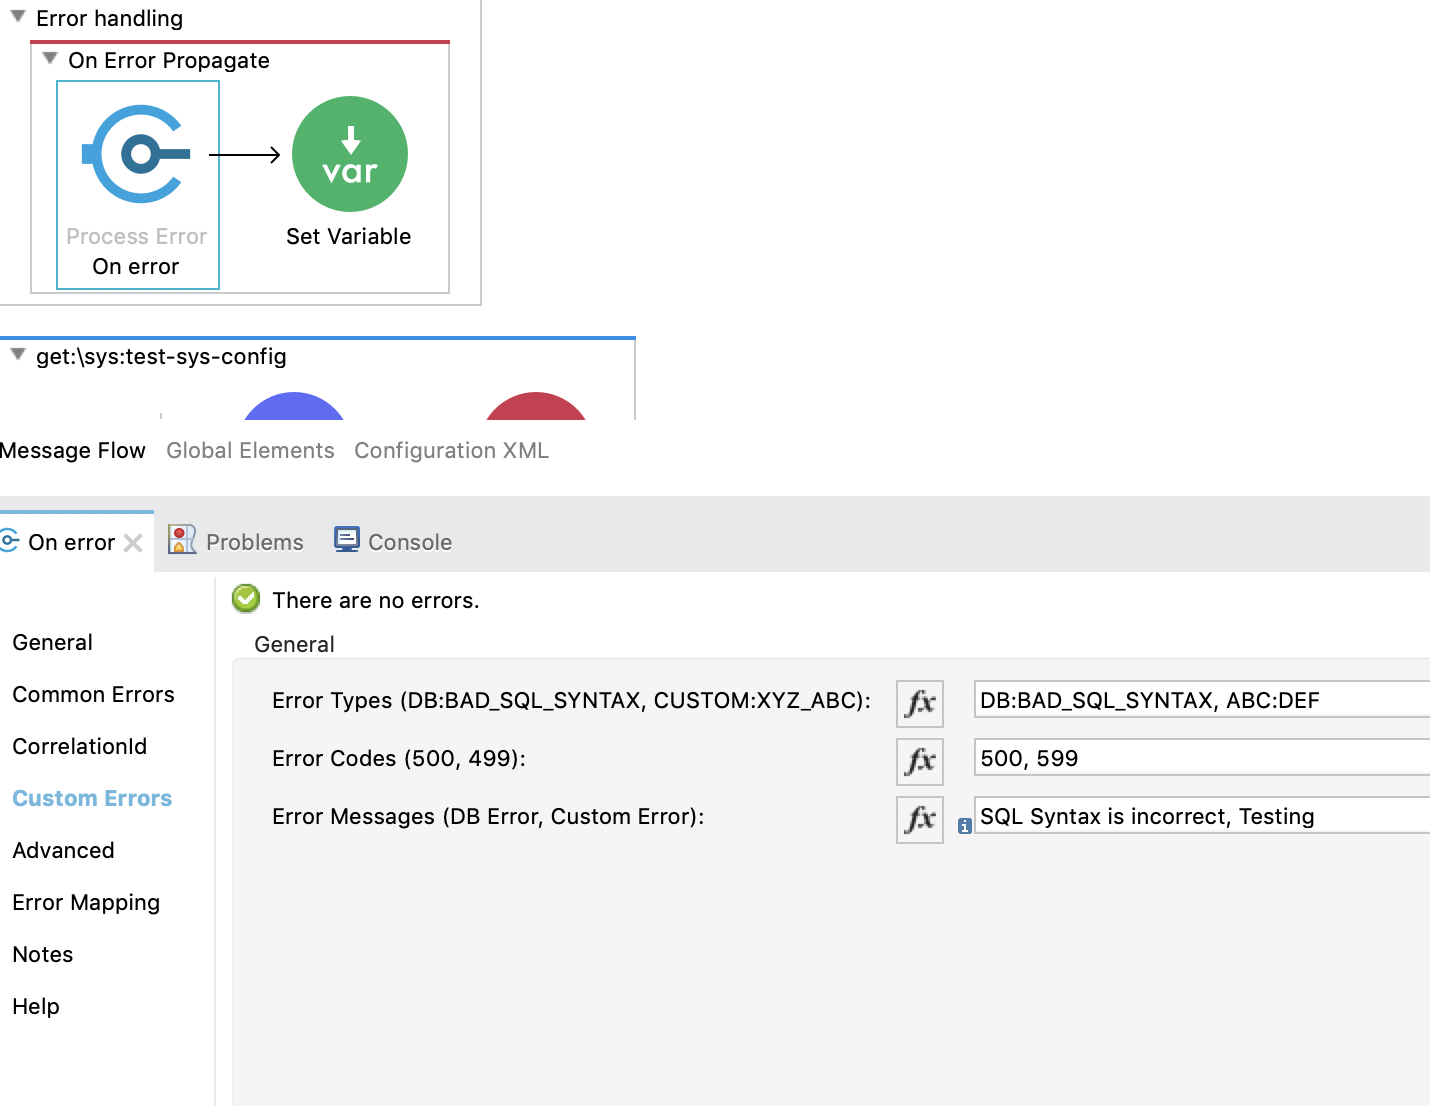 Error handling
On Error Propagate
var
Process Error
On error
Set Variable
get:\sys:test-sys-config
Message Flow Global Elements Configuration XML
On error Problems Console
There are no errors.
General
General
Common Errors
CorrelationId
Custom Errors
Advanced
Error Mapping
Notes
Help
Error Types (DB:BAD_SQL_SYNTAX, CUSTOM:XYZ_ABC): fx DB:BAD_SQL_SYNTAX, ABC:DEF
Error Codes (500, 499): fx 500, 599
Error Messages (DB Error, Custom Error): fx i SQL Syntax is incorrect, Testing